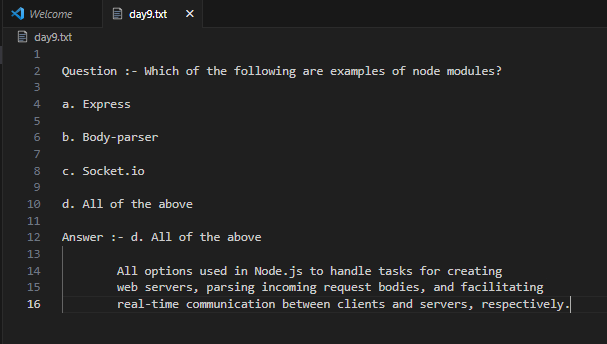 Welcome
day9.txt
day9.txt
1
2 Question :- Which of the following are examples of node modules?
3
4 a. Express
5
6 b. Body-parser
7
8 c. Socket.io
9
10 d. All of the above
11
12 Answer :- d. All of the above
13
14 All options used in Node.js to handle tasks for creating
15 web servers, parsing incoming request bodies, and facilitating
16 real-time communication between clients and servers, respectively.